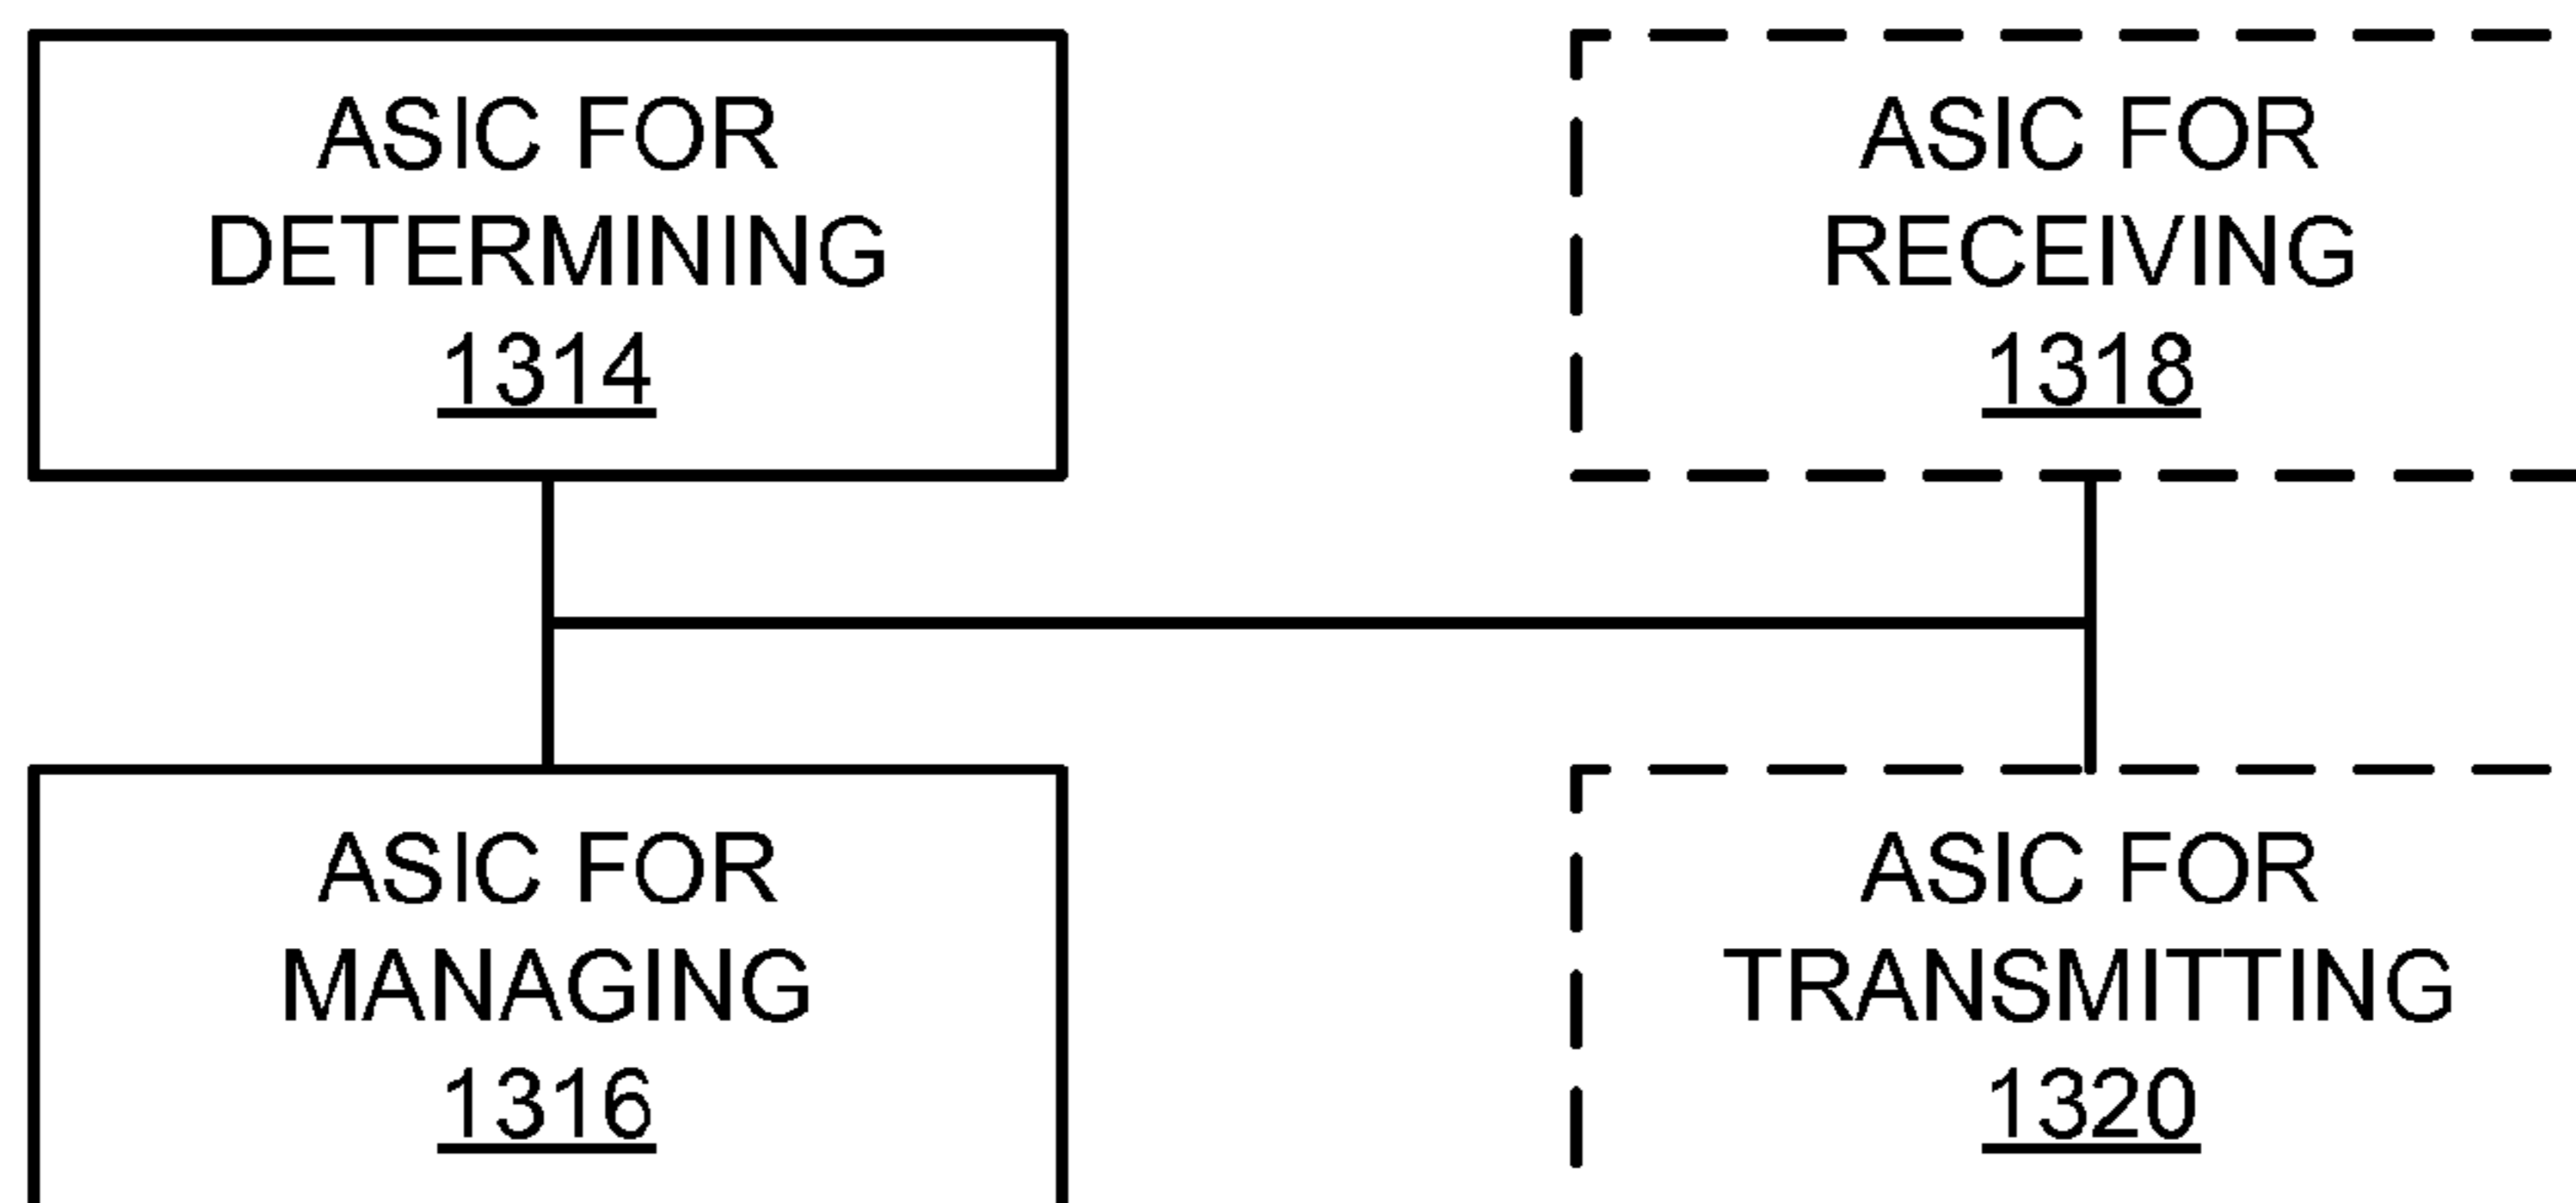 ASIC FOR
DETERMINING
1314
ASIC FOR
RECEIVING
1318
ASIC FOR
MANAGING
1316
ASIC FOR
TRANSMITTING
1320